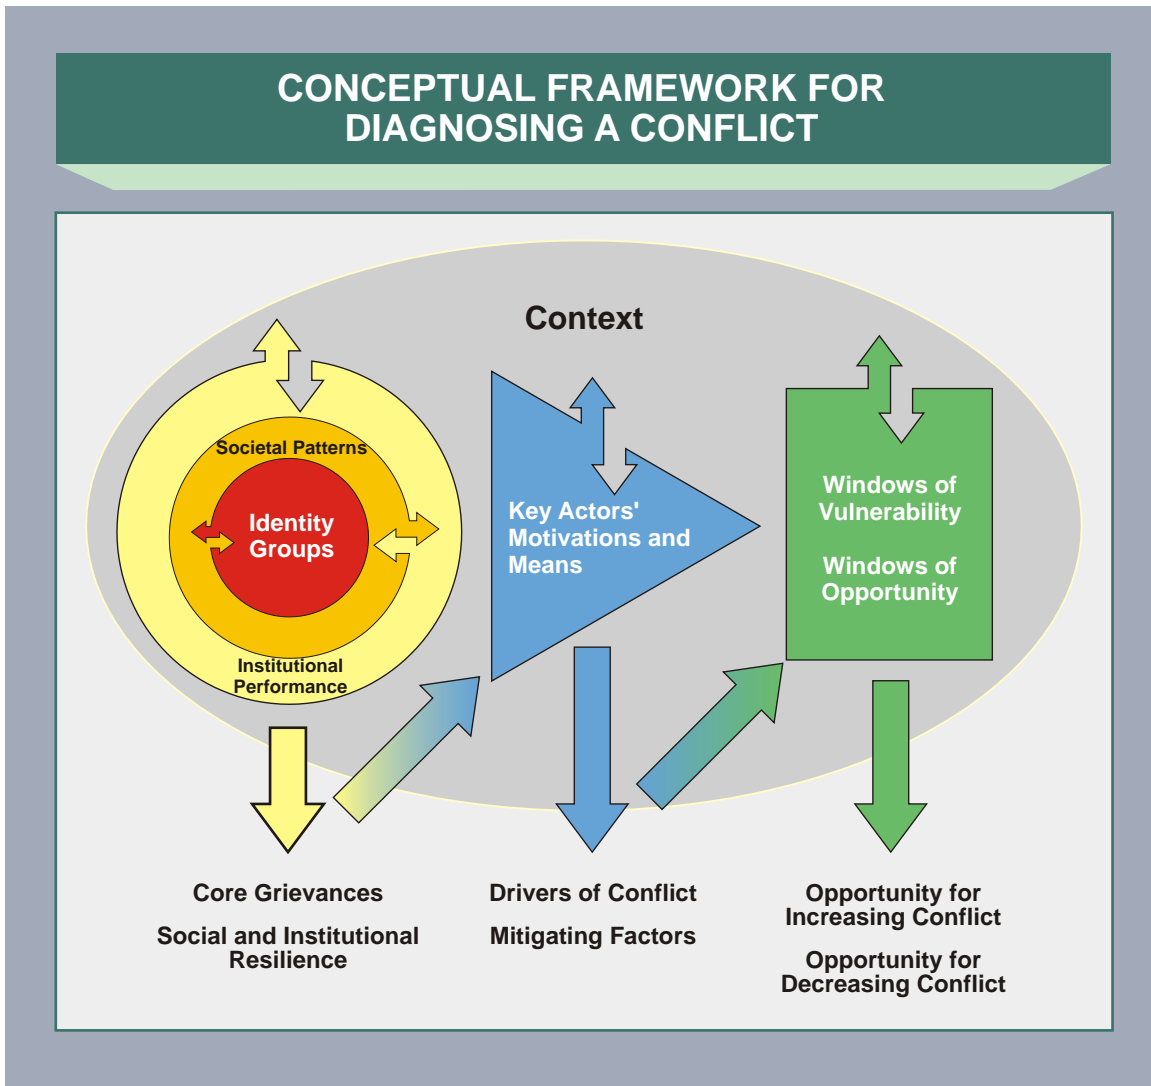 CONCEPTUAL FRAMEWORK FOR
DIAGNOSING A CONFLICT
Context
Societal Patterns
Identity
Groups
Institutional
Performance
Key Actors'
Motivations and
Means
Windows of
Vulnerability
Windows of
Opportunity
Core Grievances
Social and Institutional
Resilience
Drivers of Conflict
Mitigating Factors
Opportunity for
Increasing Conflict
Opportunity for
Decreasing Conflict